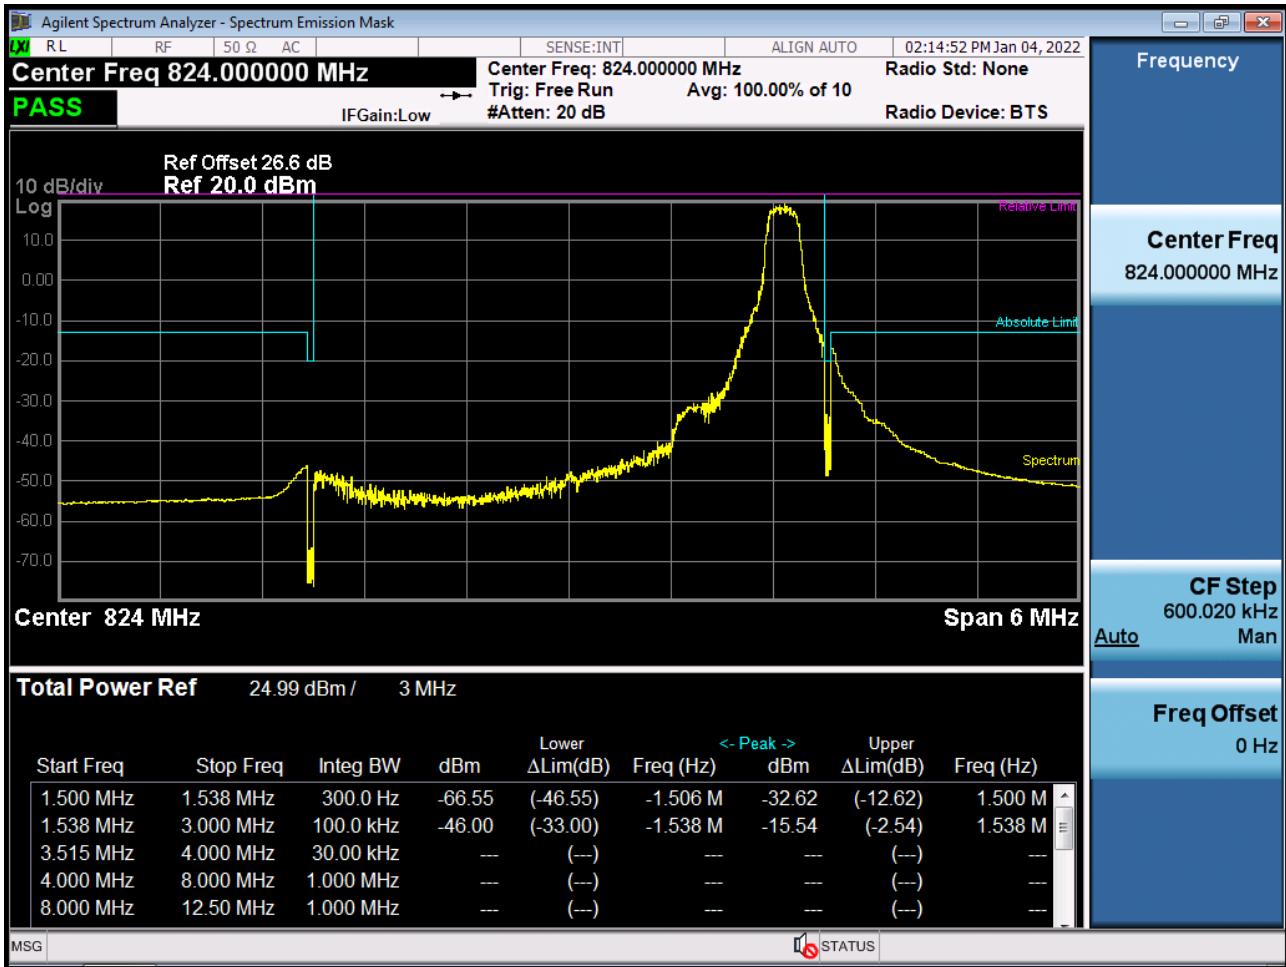 Agilent Spectrum Analyzer - Spectrum Emission Mask
LXI RL RF 50 Ω AC SENSE:INT ALIGN AUTO 02:14:52 PM Jan 04, 2022
Center Freq 824.000000 MHz
Center Freq: 824.000000 MHz Radio Std: None
Trig: Free Run Avg: 100.00% of 10
PASS
IFGain:Low #Atten: 20 dB Radio Device: BTS
Ref Offset 26.6 dB
10 dB/div Ref 20.0 dBm
Log
Relative Limit
10.0
0.00
-10.0
Absolute Limit
-20.0
-30.0
-40.0
Spectrum
-50.0
-60.0
-70.0
Center 824 MHz Span 6 MHz
Total Power Ref 24.99 dBm / 3 MHz
Lower <- Peak -> Upper
Start Freq Stop Freq Integ BW dBm ΔLim(dB) Freq (Hz) dBm ΔLim(dB) Freq (Hz)
1.500 MHz 1.538 MHz 300.0 Hz -66.55 (-46.55) -1.506 M -32.62 (-12.62) 1.500 M
1.538 MHz 3.000 MHz 100.0 kHz -46.00 (-33.00) -1.538 M -15.54 (-2.54) 1.538 M
3.515 MHz 4.000 MHz 30.00 kHz --- (---) --- --- (---) ---
4.000 MHz 8.000 MHz 1.000 MHz --- (---) --- --- (---) ---
8.000 MHz 12.50 MHz 1.000 MHz --- (---) --- --- (---) ---
MSG STATUS
Frequency
Center Freq
824.000000 MHz
CF Step
600.020 kHz
Auto Man
Freq Offset
0 Hz